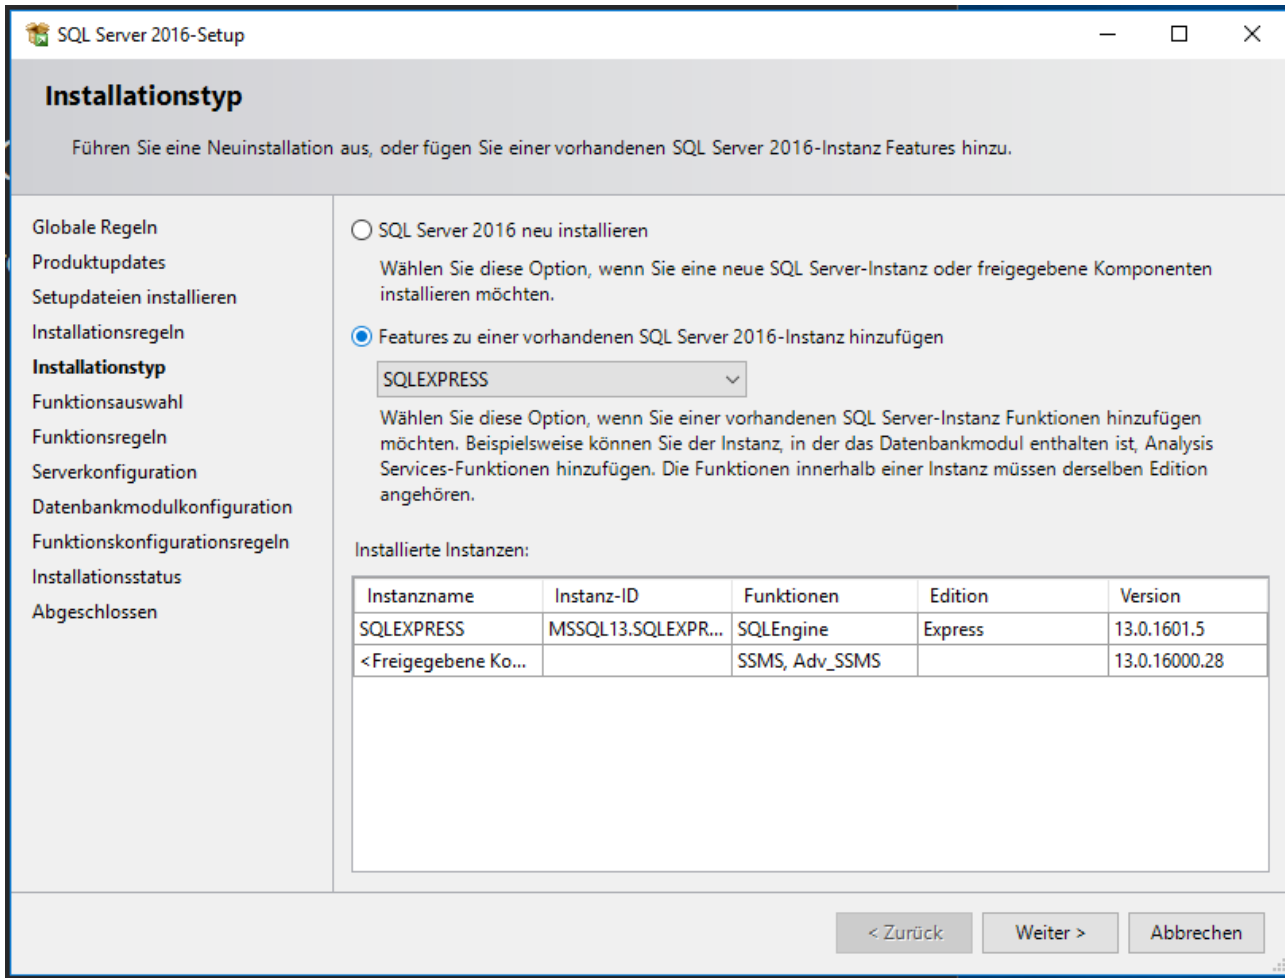 SQL Server 2016-Setup
Installationstyp
Führen Sie eine Neuinstallation aus, oder fügen Sie einer vorhandenen SQL Server 2016-Instanz Features hinzu.
Globale Regeln
Produktupdates
Setupdateien installieren
Installationsregeln
Installationstyp
Funktionsauswahl
Funktionsregeln
Serverkonfiguration
Datenbankmodulkonfiguration
Funktionskonfigurationsregeln
Installationsstatus
Abgeschlossen
SQL Server 2016 neu installieren
Wählen Sie diese Option, wenn Sie eine neue SQL Server-Instanz oder freigegebene Komponenten
installieren möchten.
Features zu einer vorhandenen SQL Server 2016-Instanz hinzufügen
SQLEXPRESS
Wählen Sie diese Option, wenn Sie einer vorhandenen SQL Server-Instanz Funktionen hinzufügen
möchten. Beispielsweise können Sie der Instanz, in der das Datenbankmodul enthalten ist, Analysis
Services-Funktionen hinzufügen. Die Funktionen innerhalb einer Instanz müssen derselben Edition
angehören.
Installierte Instanzen:
Instanzname Instanz-ID Funktionen Edition Version
SQLEXPRESS MSSQL13.SQLEXPR... SQLEngine Express 13.0.1601.5
<Freigegebene Ko... SSMS, Adv_SSMS 13.0.16000.28
< Zurück Weiter > Abbrechen